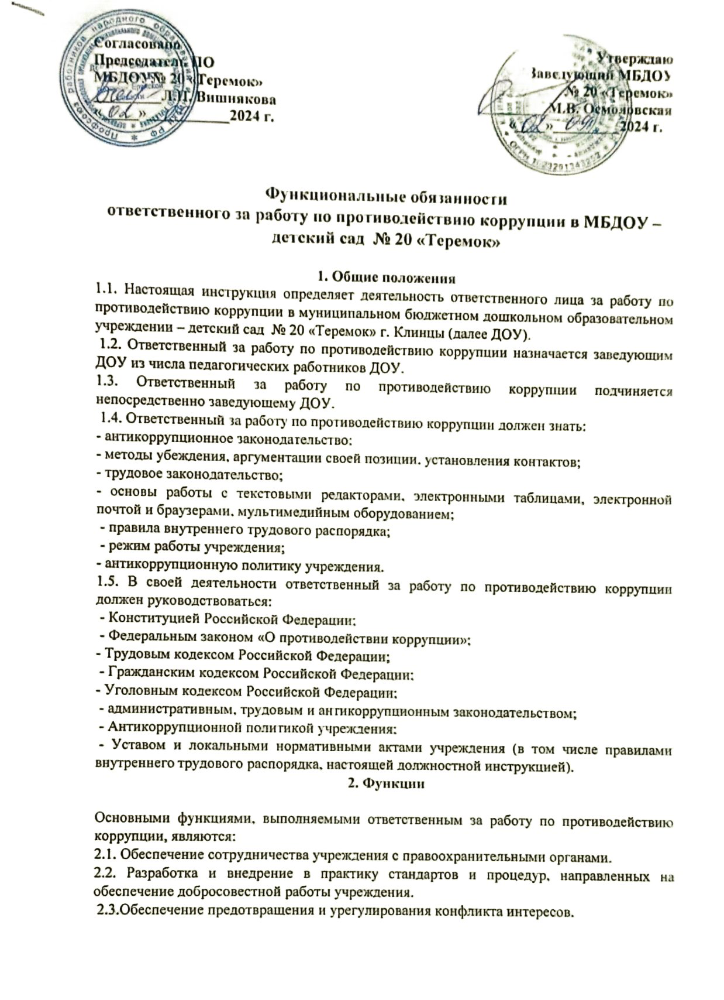 Согласовано
Председатель ПО
МБДОУ№ 20 «Теремок»
Л.П. Вишнякова
« 02 » 2024 г.
Утверждаю
Заведующий МБДОУ
№ 20 «Теремок»
М.В. Осмоловская
« 02 » 09 2024 г.
Функциональные обязанности
ответственного за работу по противодействию коррупции в МБДОУ –
детский сад № 20 «Теремок»
1. Общие положения
1.1. Настоящая инструкция определяет деятельность ответственного лица за работу по
противодействию коррупции в муниципальном бюджетном дошкольном образовательном
учреждении – детский сад № 20 «Теремок» г. Клинцы (далее ДОУ).
1.2. Ответственный за работу по противодействию коррупции назначается заведующим
ДОУ из числа педагогических работников ДОУ.
1.3. Ответственный за работу по противодействию коррупции подчиняется
непосредственно заведующему ДОУ.
1.4. Ответственный за работу по противодействию коррупции должен знать:
- антикоррупционное законодательство;
- методы убеждения, аргументации своей позиции, установления контактов;
- трудовое законодательство;
- основы работы с текстовыми редакторами, электронными таблицами, электронной
почтой и браузерами, мультимедийным оборудованием;
- правила внутреннего трудового распорядка;
- режим работы учреждения;
- антикоррупционную политику учреждения.
1.5. В своей деятельности ответственный за работу по противодействию коррупции
должен руководствоваться:
- Конституцией Российской Федерации;
- Федеральным законом «О противодействии коррупции»;
- Трудовым кодексом Российской Федерации;
- Гражданским кодексом Российской Федерации;
- Уголовным кодексом Российской Федерации;
- административным, трудовым и антикоррупционным законодательством;
- Антикоррупционной политикой учреждения;
- Уставом и локальными нормативными актами учреждения (в том числе правилами
внутреннего трудового распорядка, настоящей должностной инструкцией).
2. Функции
Основными функциями, выполняемыми ответственным за работу по противодействию
коррупции, являются:
2.1. Обеспечение сотрудничества учреждения с правоохранительными органами.
2.2. Разработка и внедрение в практику стандартов и процедур, направленных на
обеспечение добросовестной работы учреждения.
2.3.Обеспечение предотвращения и урегулирования конфликта интересов.